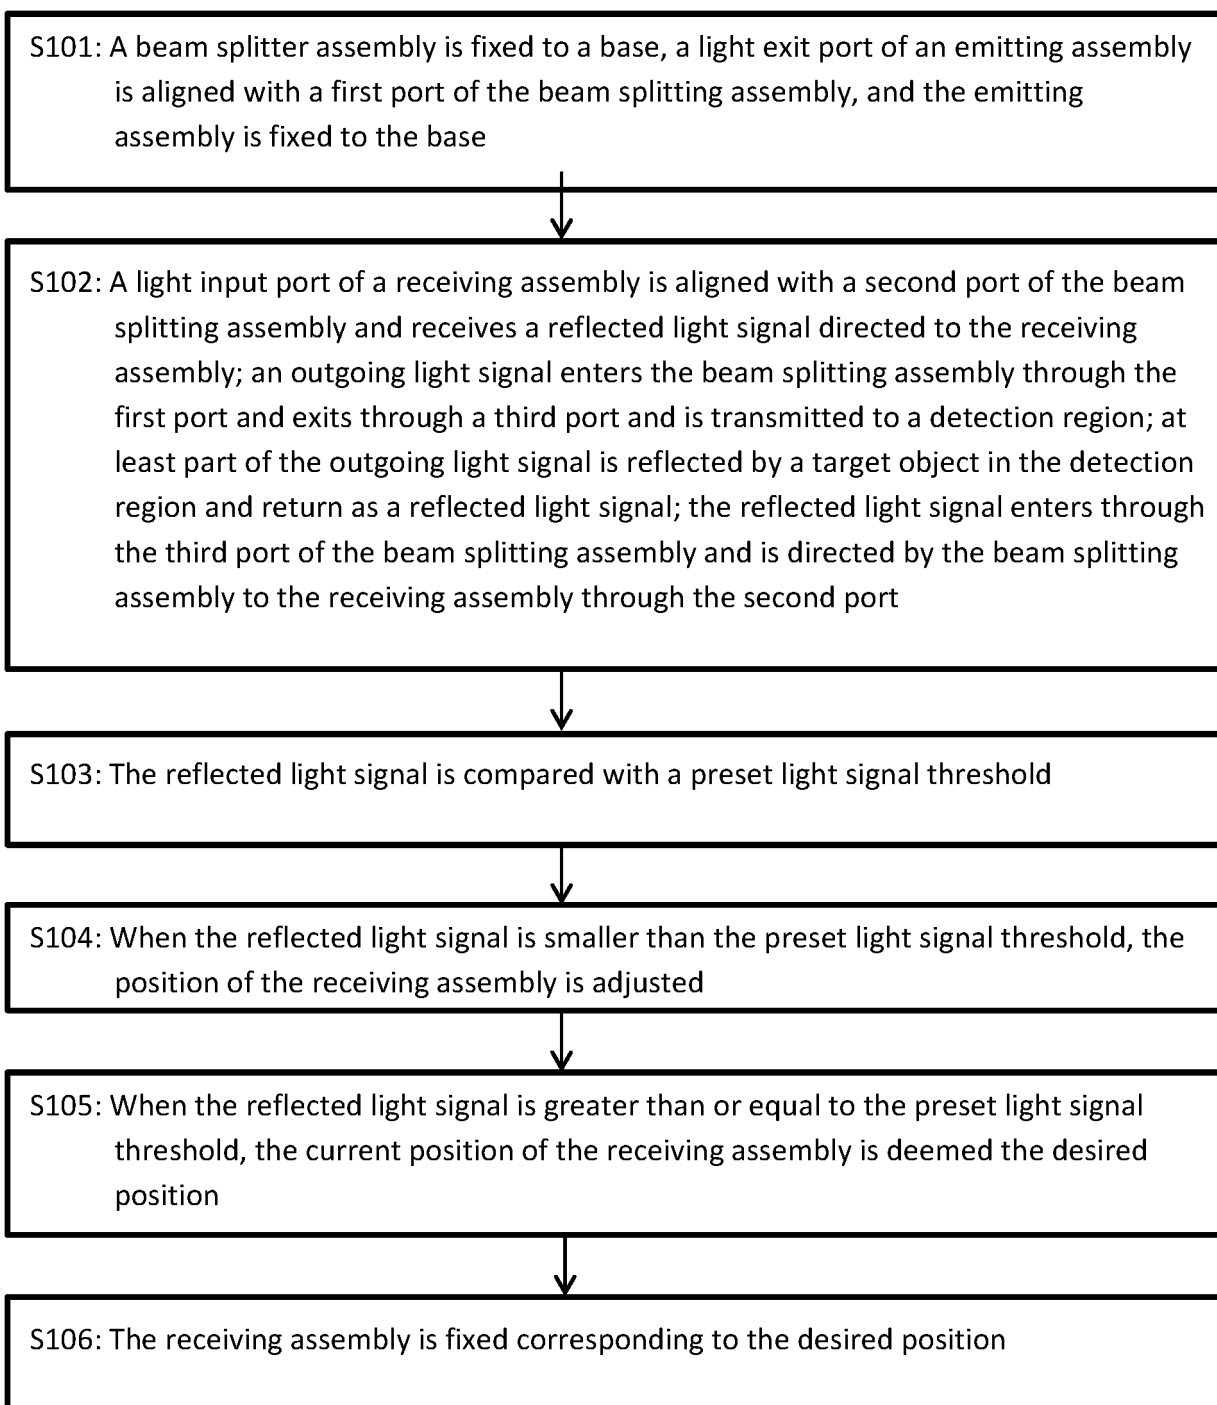 S101: A beam splitter assembly is fixed to a base, a light exit port of an emitting assembly
is aligned with a first port of the beam splitting assembly, and the emitting
assembly is fixed to the base
S102: A light input port of a receiving assembly is aligned with a second port of the beam
splitting assembly and receives a reflected light signal directed to the receiving
assembly; an outgoing light signal enters the beam splitting assembly through the
first port and exits through a third port and is transmitted to a detection region; at
least part of the outgoing light signal is reflected by a target object in the detection
region and return as a reflected light signal; the reflected light signal enters through
the third port of the beam splitting assembly and is directed by the beam splitting
assembly to the receiving assembly through the second port
S103: The reflected light signal is compared with a preset light signal threshold
S104: When the reflected light signal is smaller than the preset light signal threshold, the
position of the receiving assembly is adjusted
S105: When the reflected light signal is greater than or equal to the preset light signal
threshold, the current position of the receiving assembly is deemed the desired
position
S106: The receiving assembly is fixed corresponding to the desired position